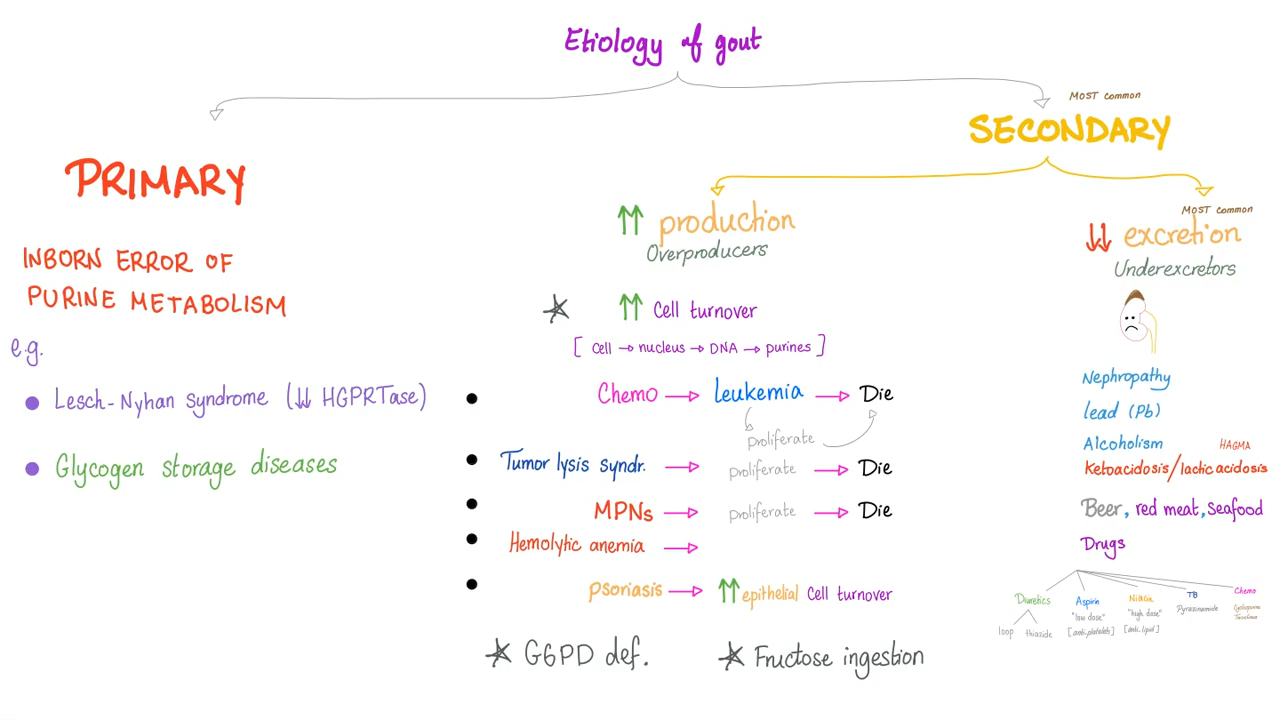 Etiology of gout
PRIMARY
INBORN ERROR OF
PURINE METABOLISM
e.g.
Lesch-Nyhan syndrome (↓↓ HGPRTase)
Glycogen storage diseases
MOST common
SECONDARY
↑↑ production
Overproducers
↑↑ Cell turnover
[ Cell → nucleus → DNA → purines ]
Chemo → leukemia → Die
proliferate
Tumor lysis syndr. → proliferate → Die
MPNs → proliferate → Die
Hemolytic anemia →
psoriasis → ↑↑ epithelial Cell turnover
G6PD def.
Fructose ingestion
MOST common
↓↓ excretion
Underexcretors
Nephropathy
lead (Pb)
Alcoholism
HAGMA
Ketoacidosis/lactic acidosis
Beer, red meat, Seafood
Drugs
Diuretics
loop thiazide
Aspirin
"low dose"
[anti-platelets]
Niacin
"high dose"
[anti-lipid]
TB
Pyrazinamide
Chemo